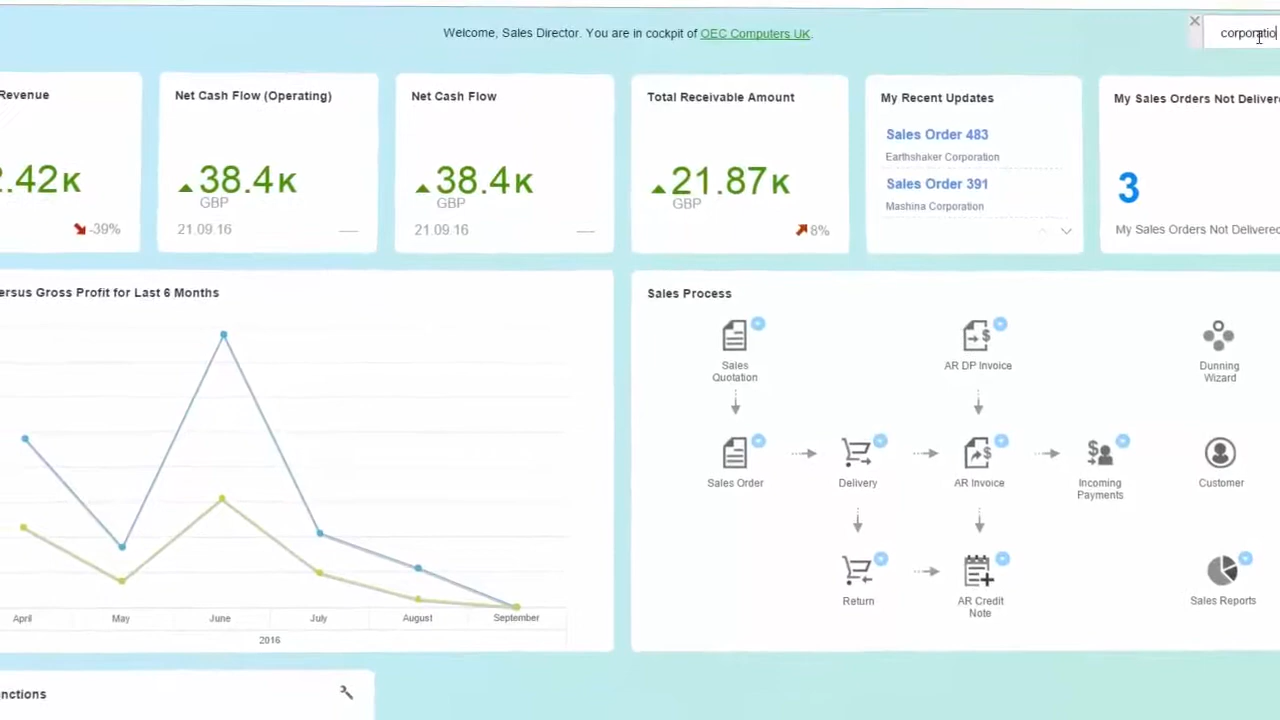 Welcome, Sales Director. You are in cockpit of OEC Computers UK.
corporatio
Revenue
.42K
-39%
Net Cash Flow (Operating)
38.4K
GBP
21.09.16
Net Cash Flow
38.4K
GBP
21.09.16
Total Receivable Amount
21.87K
GBP
8%
My Recent Updates
Sales Order 483
Earthshaker Corporation
Sales Order 391
Mashina Corporation
My Sales Orders Not Delivered
3
My Sales Orders Not Delivered
ersus Gross Profit for Last 6 Months
April
May
June
July
August
September
2016
Sales Process
Sales
Quotation
AR DP Invoice
Dunning
Wizard
Sales Order
Delivery
AR Invoice
Incoming
Payments
Customer
Return
AR Credit
Note
Sales Reports
nctions